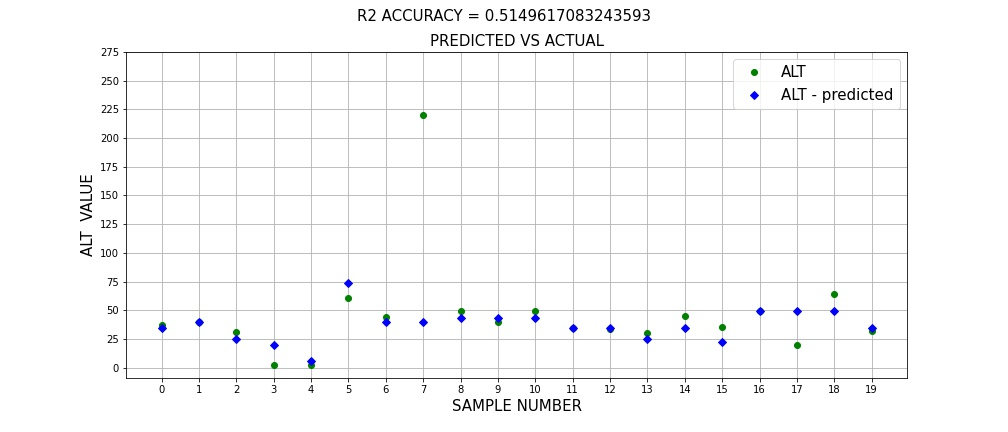 R2 ACCURACY = 0.5149617083243593
PREDICTED VS ACTUAL
ALT
ALT - predicted
ALT VALUE
275
250
225
200
175
150
125
100
75
50
25
0
0 1 2 3 4 5 6 7 8 9 10 11 12 13 14 15 16 17 18 19
SAMPLE NUMBER